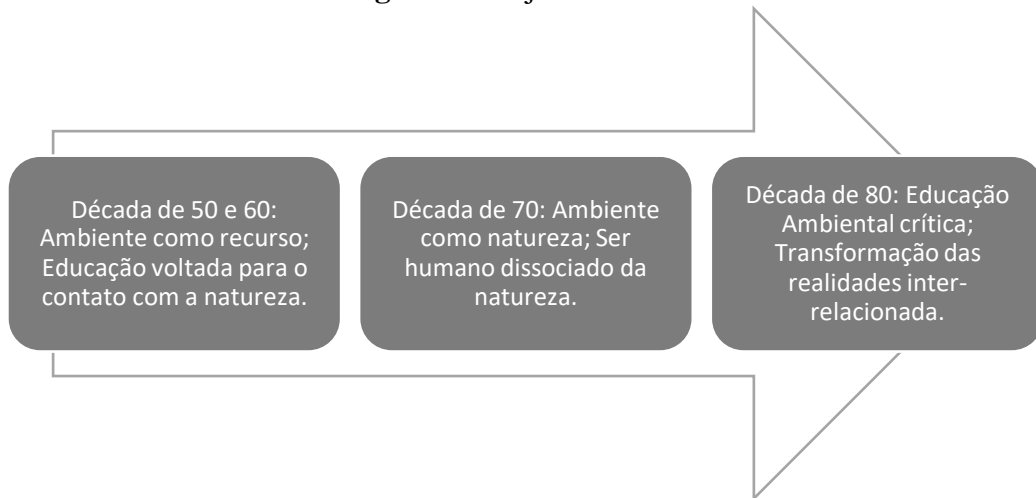 Década de 50 e 60:
Ambiente como recurso;
Educação voltada para o
contato com a natureza.
Década de 70: Ambiente
como natureza; Ser
humano dissociado da
natureza.
Década de 80: Educação
Ambiental crítica;
Transformação das
realidades inter-
relacionada.